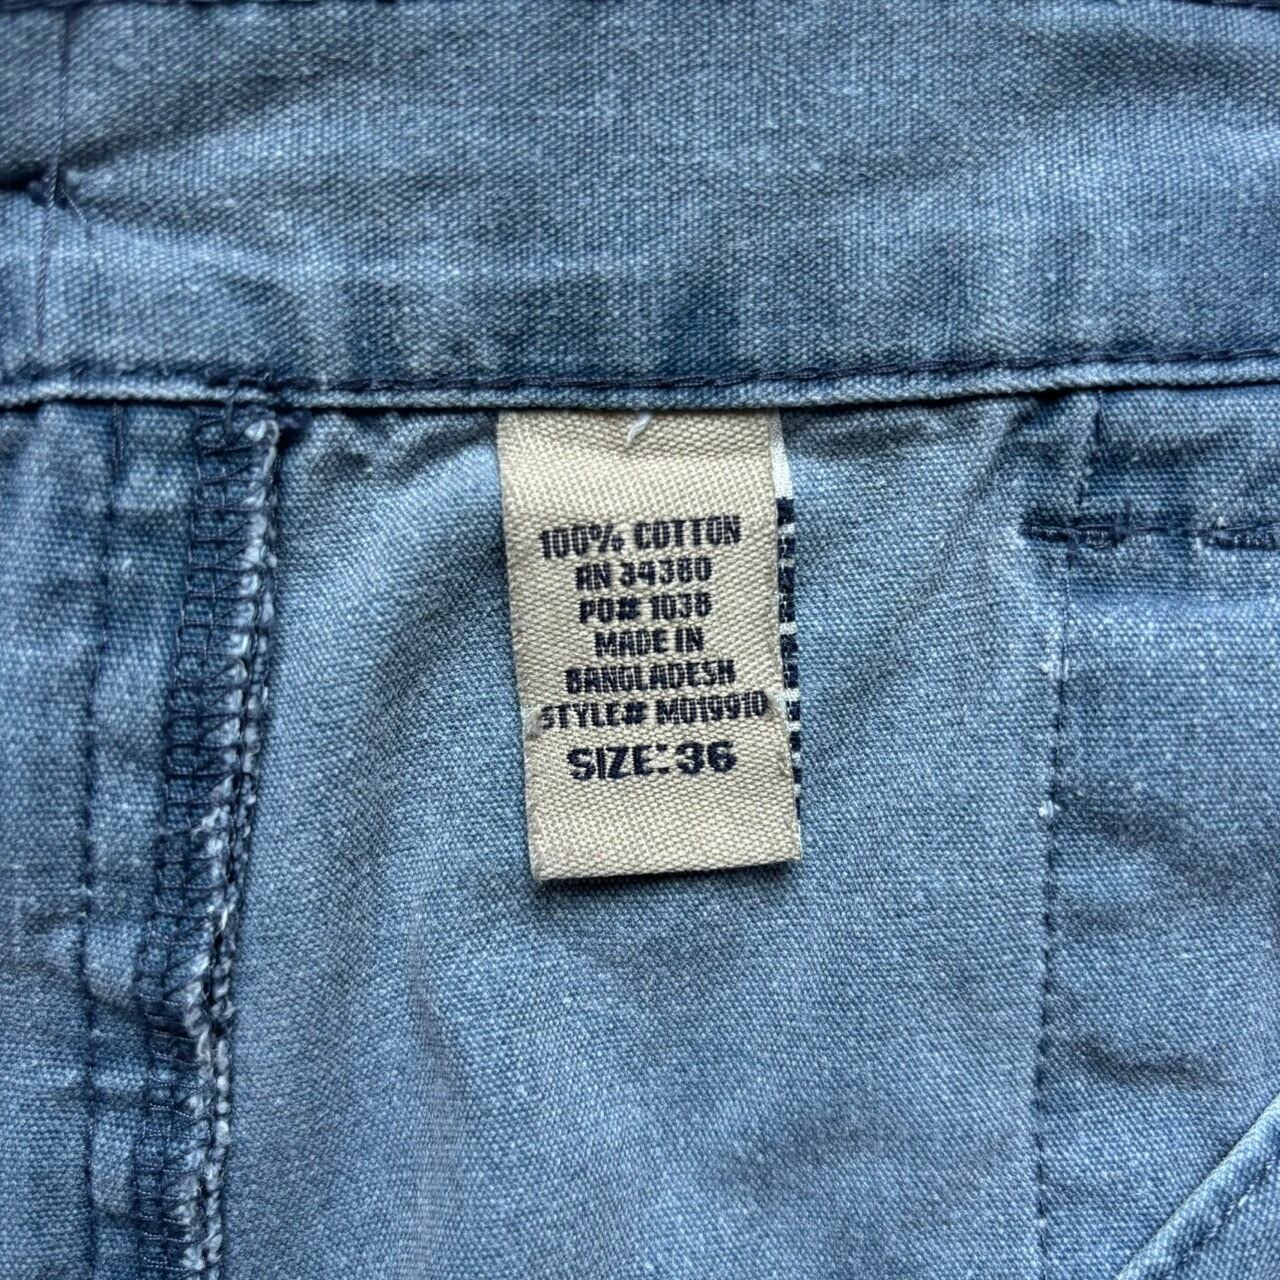 100% COTTON
RN 34380
PO# 1038
MADE IN
BANGLADESH
STYLE# M019910
SIZE: 36